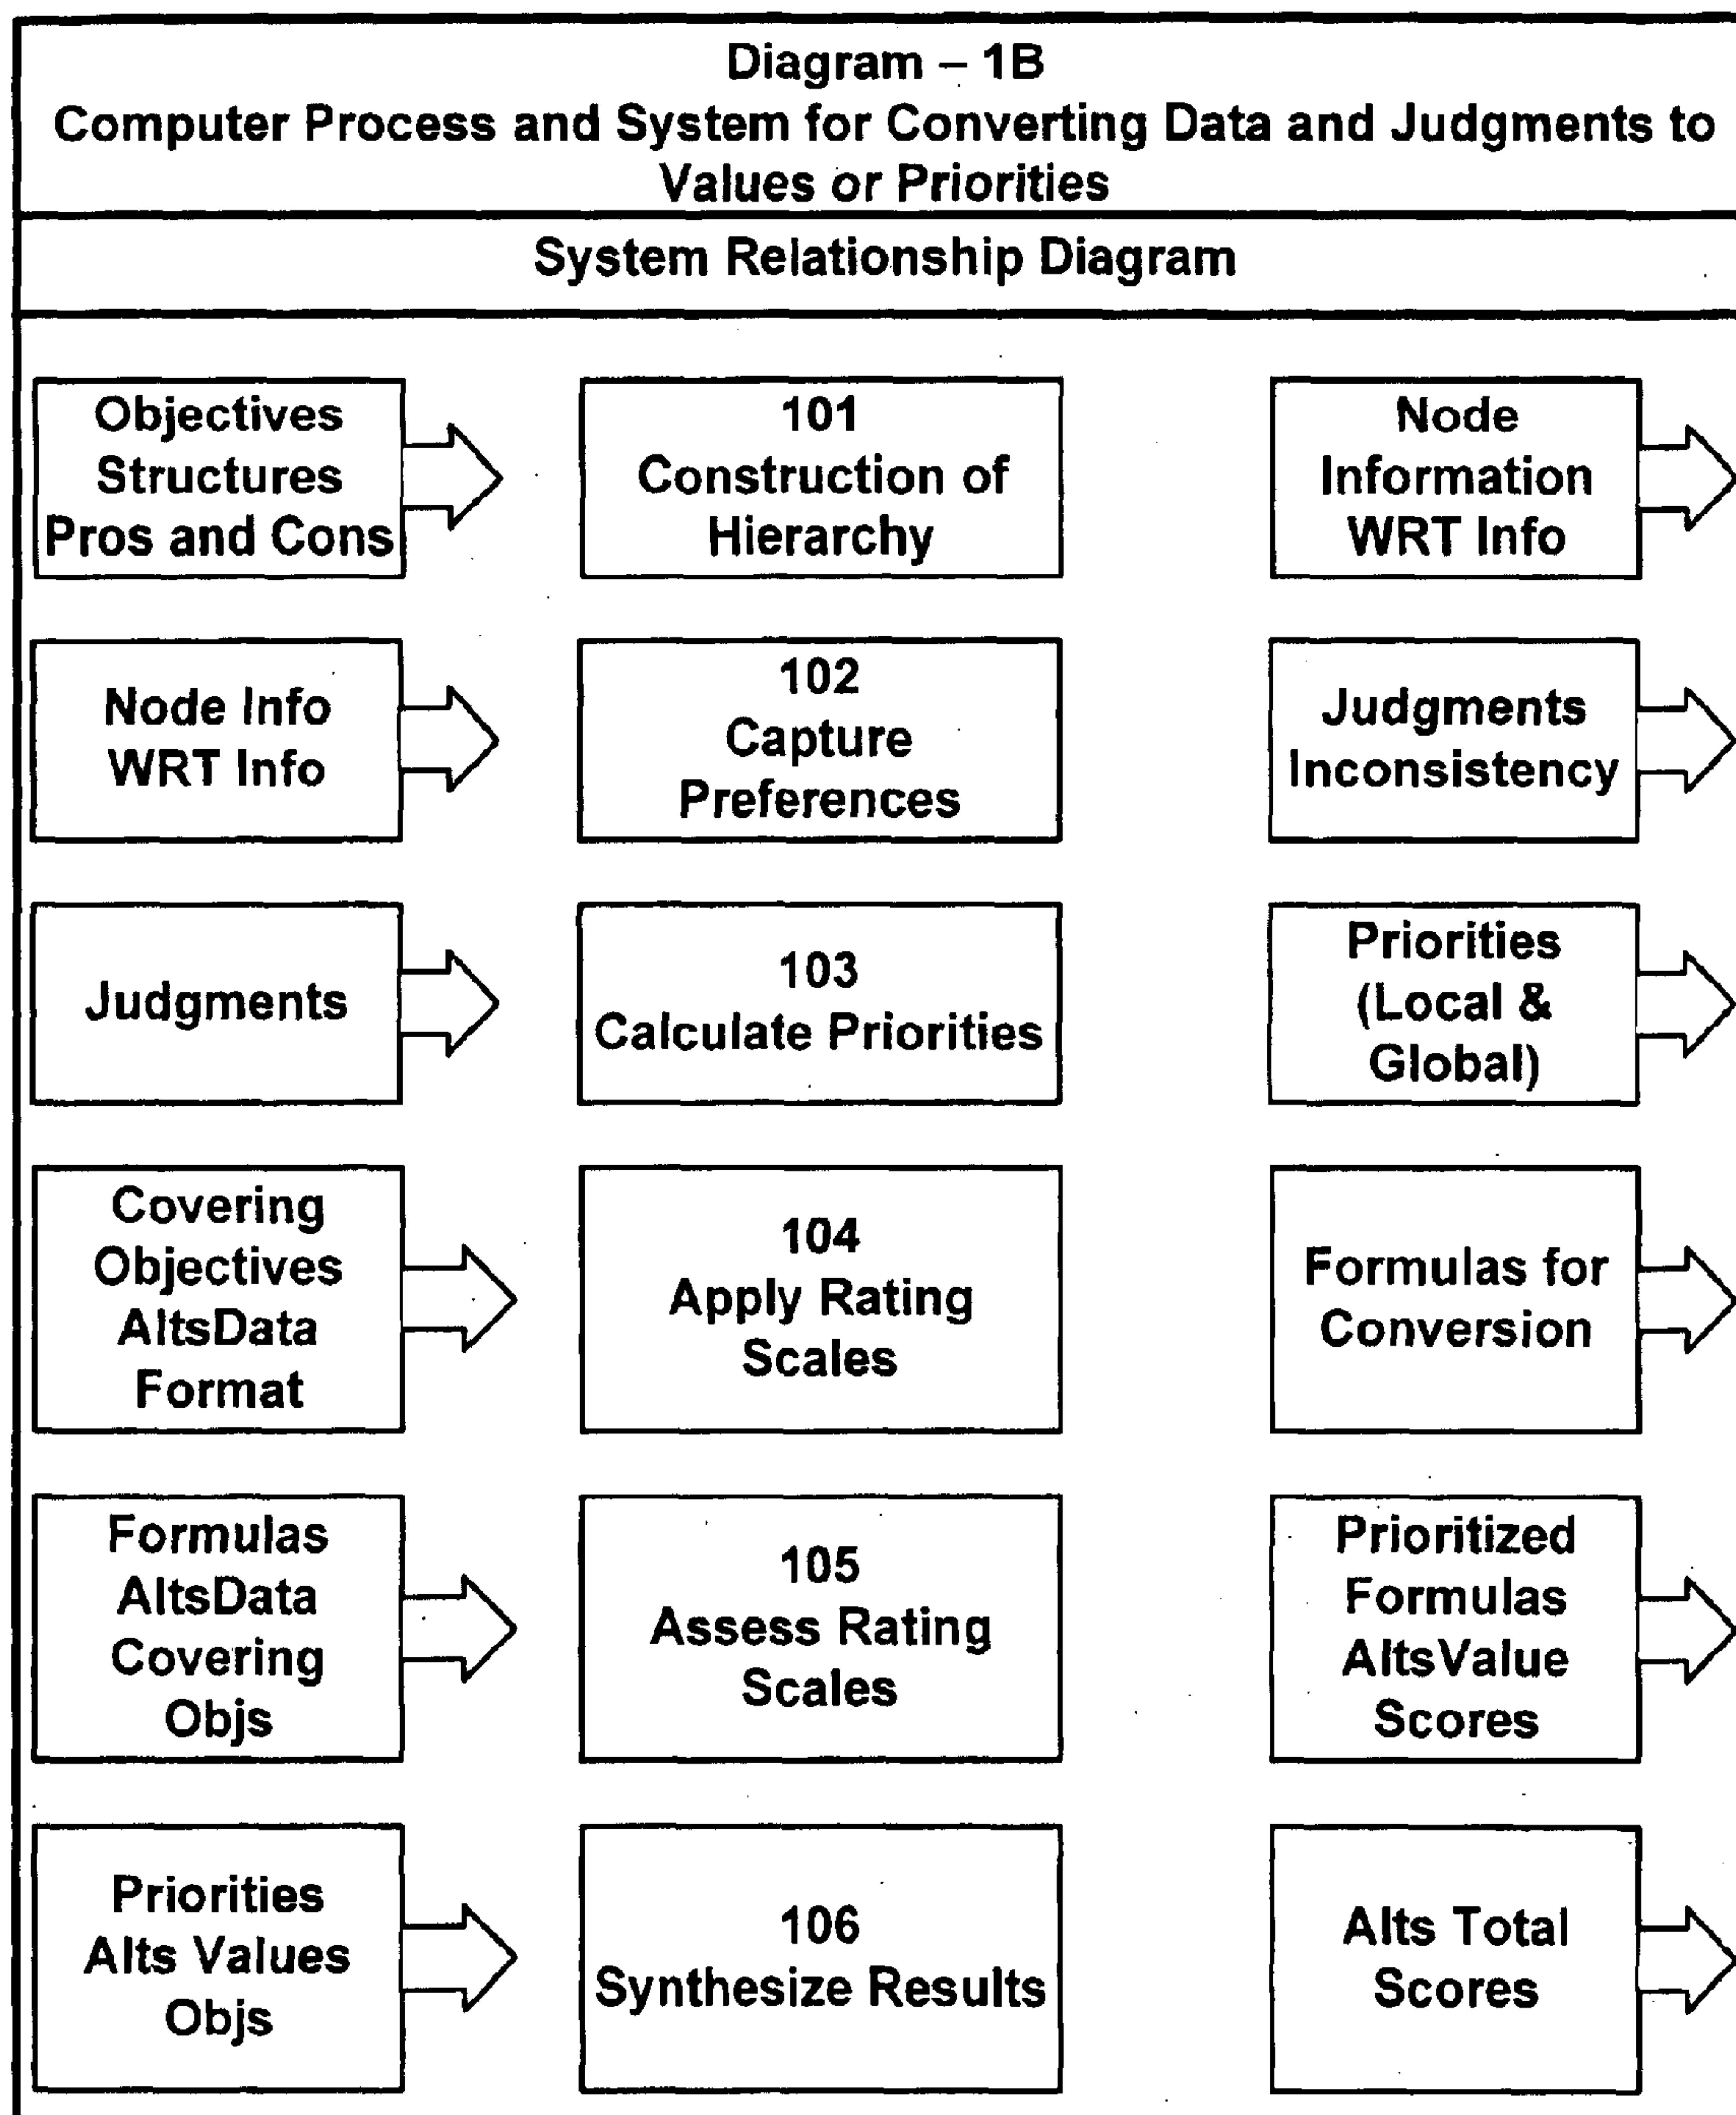 Diagram – 1B
Computer Process and System for Converting Data and Judgments to
Values or Priorities
System Relationship Diagram
Objectives
Structures
Pros and Cons
101
Construction of
Hierarchy
Node
Information
WRT Info
Node Info
WRT Info
102
Capture
Preferences
Judgments
Inconsistency
Judgments
103
Calculate Priorities
Priorities
(Local &
Global)
Covering
Objectives
AltsData
Format
104
Apply Rating
Scales
Formulas for
Conversion
Formulas
AltsData
Covering
Objs
105
Assess Rating
Scales
Prioritized
Formulas
AltsValue
Scores
Priorities
Alts Values
Objs
106
Synthesize Results
Alts Total
Scores